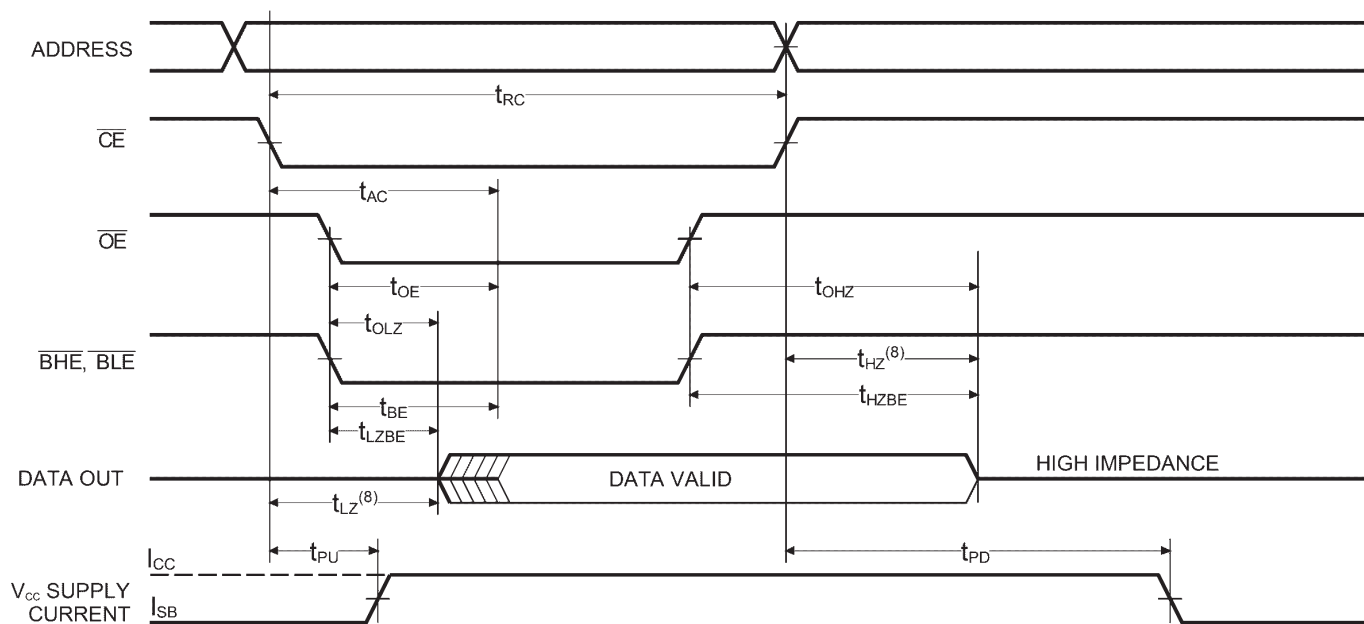 ADDRESS
tRC
CE
tAC
OE
tOE
tOHZ
tOLZ
BHE, BLE
tHZ(8)
tBE
tHZBE
tLZBE
DATA OUT
DATA VALID
HIGH IMPEDANCE
tLZ(8)
tPU
tPD
ICC
VCC SUPPLY
CURRENT
ISB